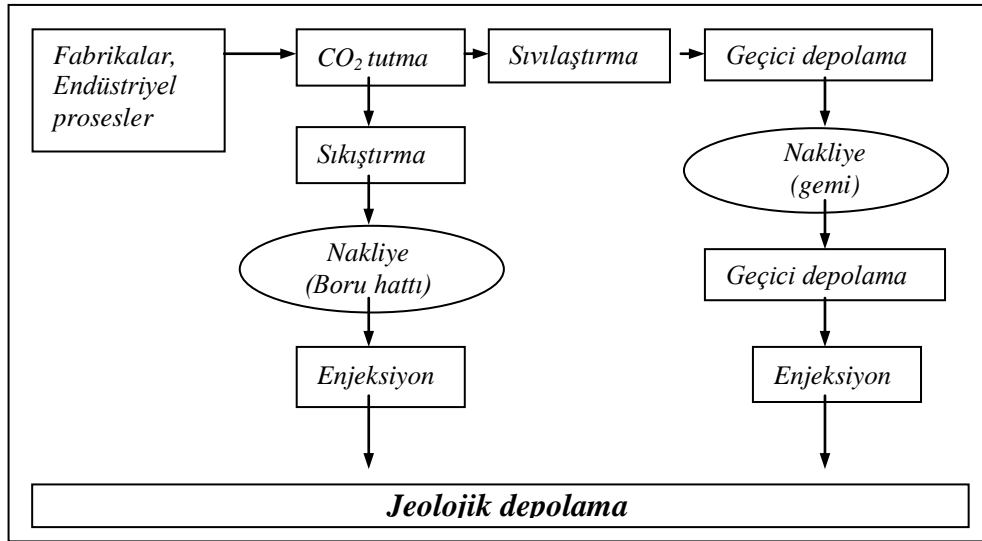 Fabrikalar,
Endüstriyel
prosesler
CO₂ tutma
Sıvılaştırma
Geçici depolama
Sıkıştırma
Nakliye
(gemi)
Nakliye
(Boru hattı)
Geçici depolama
Enjeksiyon
Enjeksiyon
Jeolojik depolama